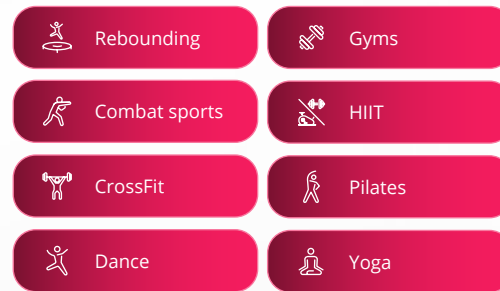 Rebounding
Gyms
Combat sports
HIIT
CrossFit
Pilates
Dance
Yoga